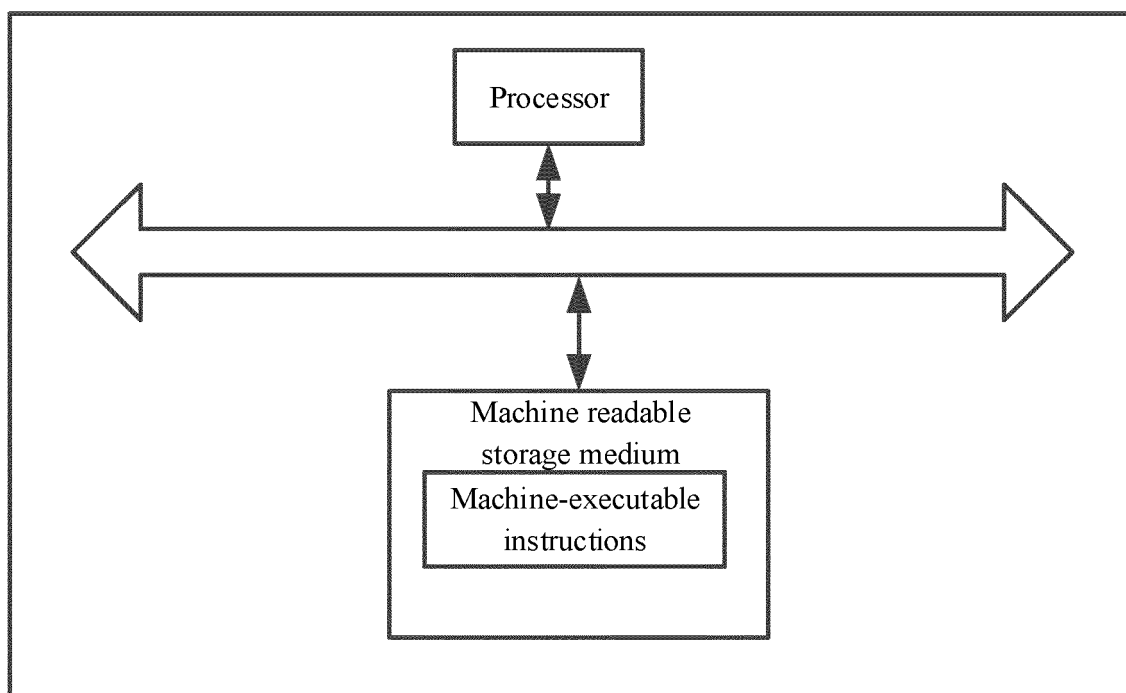 Processor
Machine readable
storage medium
Machine-executable
instructions